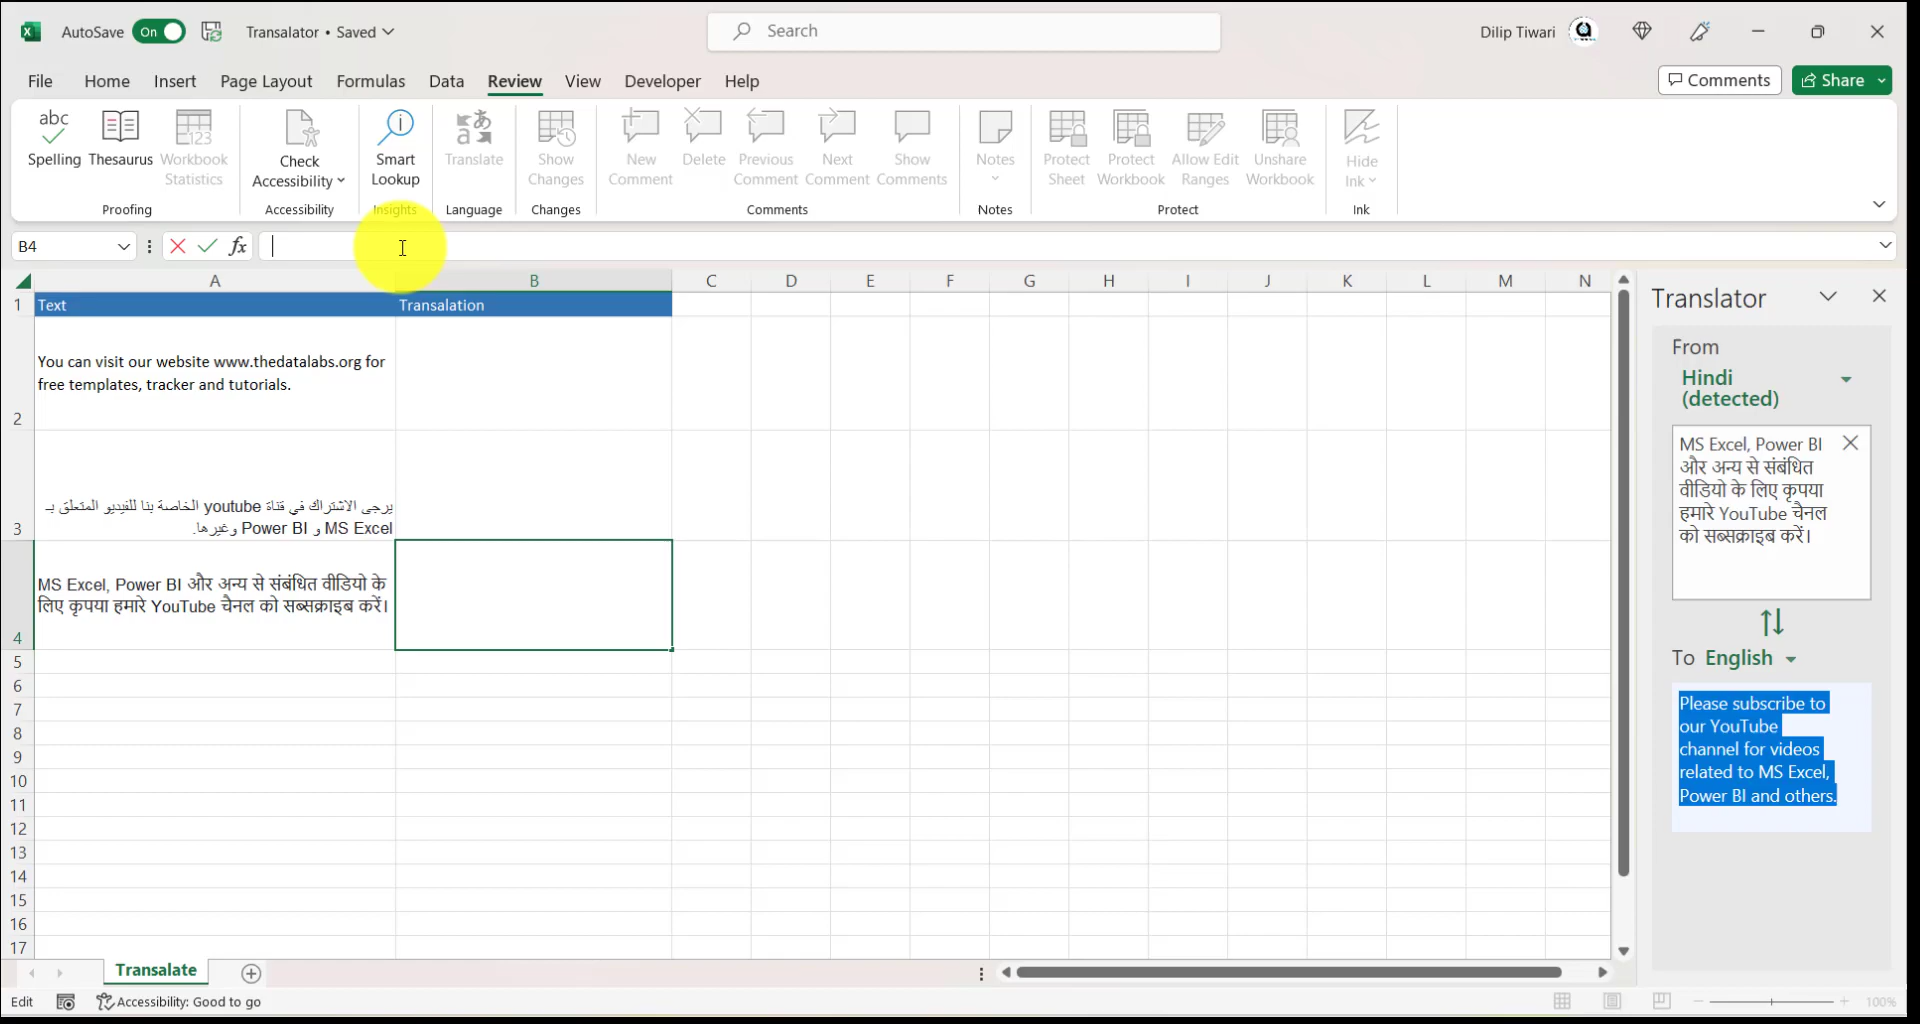 AutoSave On Transalator • Saved Search Dilip Tiwari
File Home Insert Page Layout Formulas Data Review View Developer Help Comments Share
abc
Spelling Thesaurus Workbook Statistics Check Accessibility Smart Lookup Translate Show Changes New Comment Delete Previous Comment Next Comment Show Comments Notes Protect Sheet Protect Workbook Allow Edit Ranges Unshare Workbook Hide Ink
Proofing Accessibility Insights Language Changes Comments Notes Protect Ink
B4 fx
A B C D E F G H I J K L M N
1 Text Transalation
You can visit our website www.thedatalabs.org for
free templates, tracker and tutorials.
2
يرجى الاشتراك في قناة youtube الخاصة بنا للفيديو المتعلق بـ
MS Excel و Power BI وغيرها.
3
MS Excel, Power BI और अन्य से संबंधित वीडियो के
लिए कृपया हमारे YouTube चैनल को सब्सक्राइब करें।
4
5
6
7
8
9
10
11
12
13
14
15
16
17
Translator
From
Hindi
(detected)
MS Excel, Power BI
और अन्य से संबंधित
वीडियो के लिए कृपया
हमारे YouTube चैनल
को सब्सक्राइब करें।
To English
Please subscribe to
our YouTube
channel for videos
related to MS Excel,
Power BI and others.
Transalate
Edit Accessibility: Good to go 100%